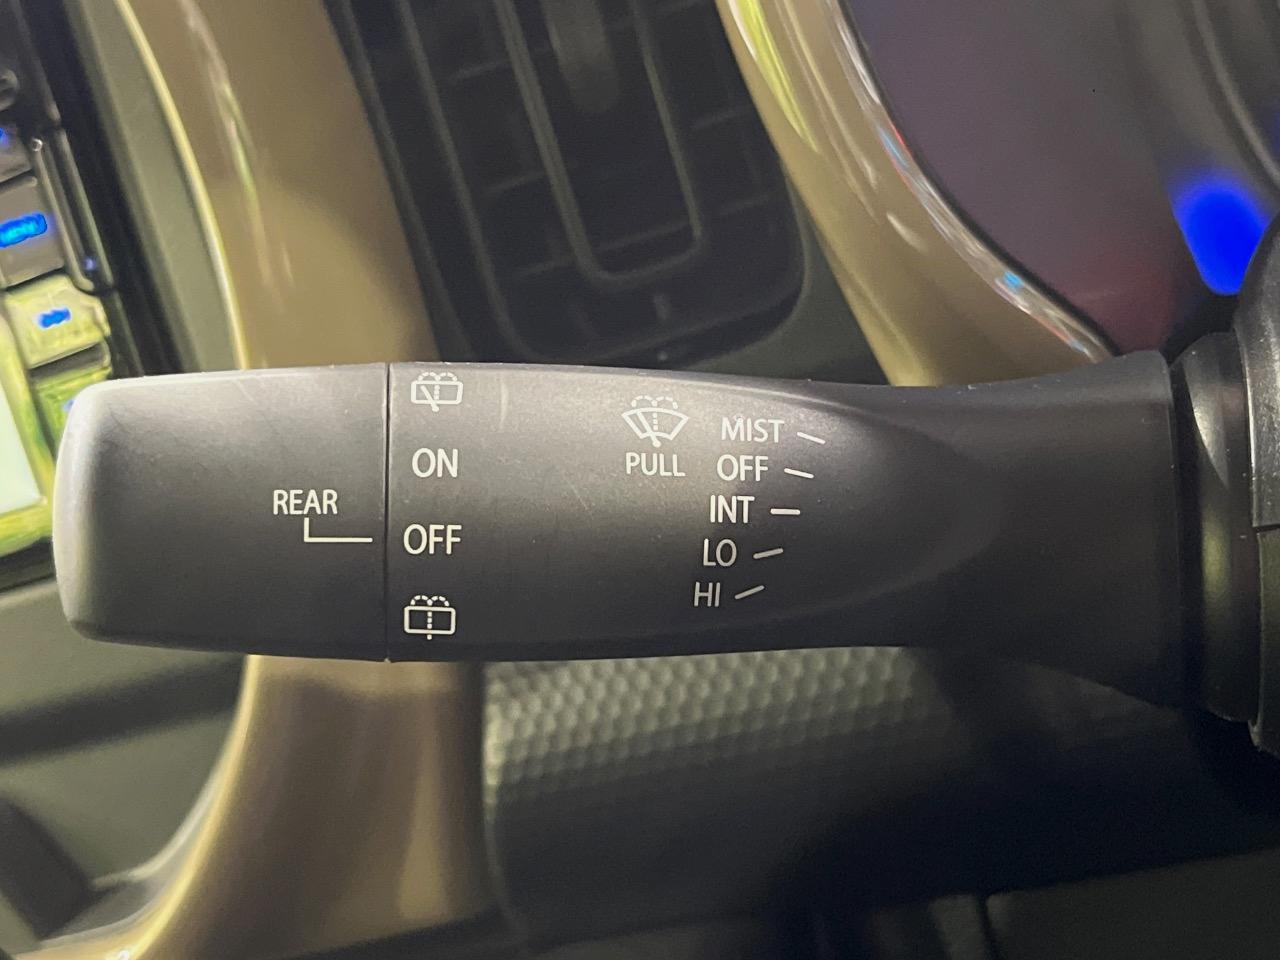 REAR
ON
OFF
PULL
MIST
OFF
INT
LO
HI